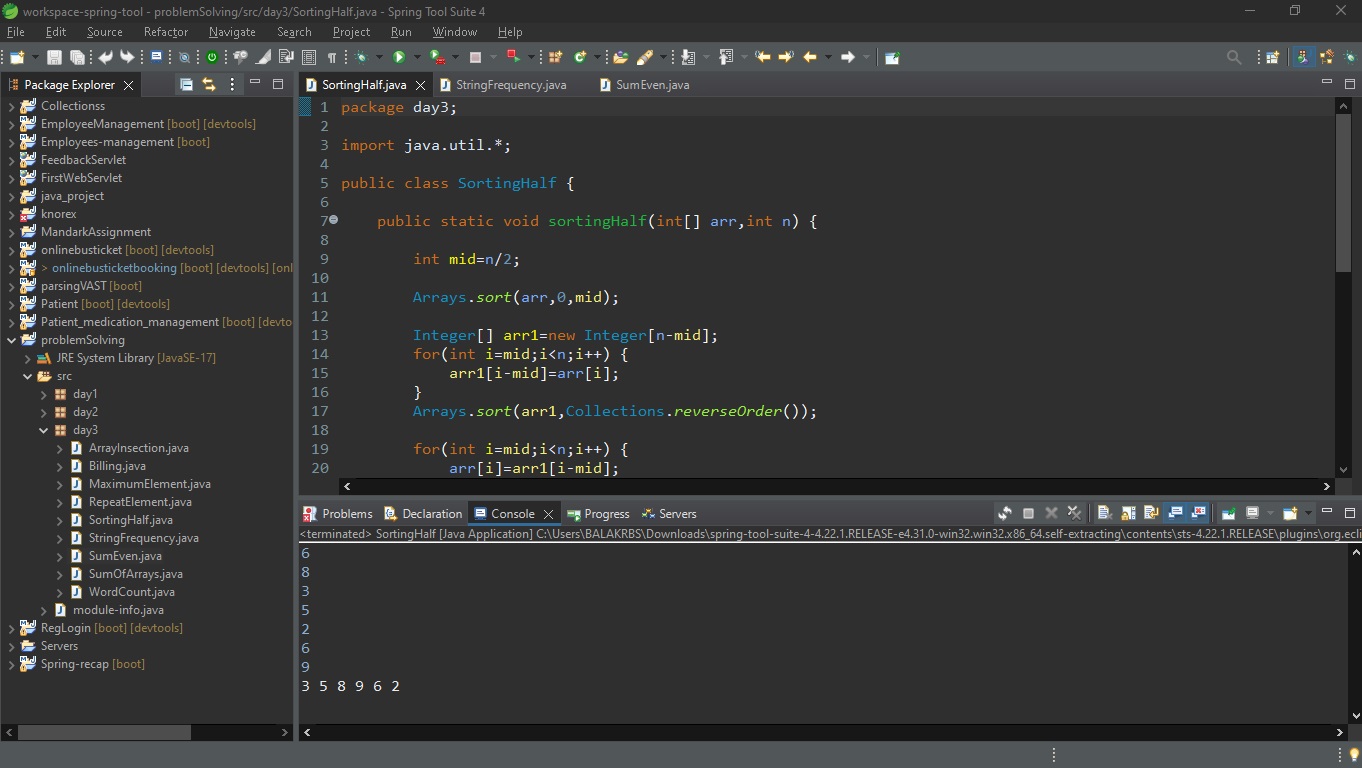 workspace-spring-tool - problemSolving/src/day3/SortingHalf.java - Spring Tool Suite 4
File Edit Source Refactor Navigate Search Project Run Window Help
Package Explorer
Collectionss
EmployeeManagement [boot] [devtools]
Employees-management [boot]
FeedbackServlet
FirstWebServlet
java_project
knorex
MandarkAssignment
onlinebusticket [boot] [devtools]
> onlinebusticketbooking [boot] [devtools] [onl
parsingVAST [boot]
Patient [boot] [devtools]
Patient_medication_management [boot] [devto
problemSolving
JRE System Library [JavaSE-17]
src
day1
day2
day3
ArrayInsection.java
Billing.java
MaximumElement.java
RepeatElement.java
SortingHalf.java
StringFrequency.java
SumEven.java
SumOfArrays.java
WordCount.java
module-info.java
RegLogin [boot] [devtools]
Servers
Spring-recap [boot]
SortingHalf.java StringFrequency.java SumEven.java
1 package day3;
2
3 import java.util.*;
4
5 public class SortingHalf {
6
7 public static void sortingHalf(int[] arr,int n) {
8
9 int mid=n/2;
10
11 Arrays.sort(arr,0,mid);
12
13 Integer[] arr1=new Integer[n-mid];
14 for(int i=mid;i<n;i++) {
15 arr1[i-mid]=arr[i];
16 }
17 Arrays.sort(arr1,Collections.reverseOrder());
18
19 for(int i=mid;i<n;i++) {
20 arr[i]=arr1[i-mid];
Problems Declaration Console Progress Servers
<terminated> SortingHalf [Java Application] C:\Users\BALAKRBS\Downloads\spring-tool-suite-4-4.22.1.RELEASE-e4.31.0-win32.win32.x86_64.self-extracting\contents\sts-4.22.1.RELEASE\plugins\org.ecli
6
8
3
5
2
6
9
3 5 8 9 6 2